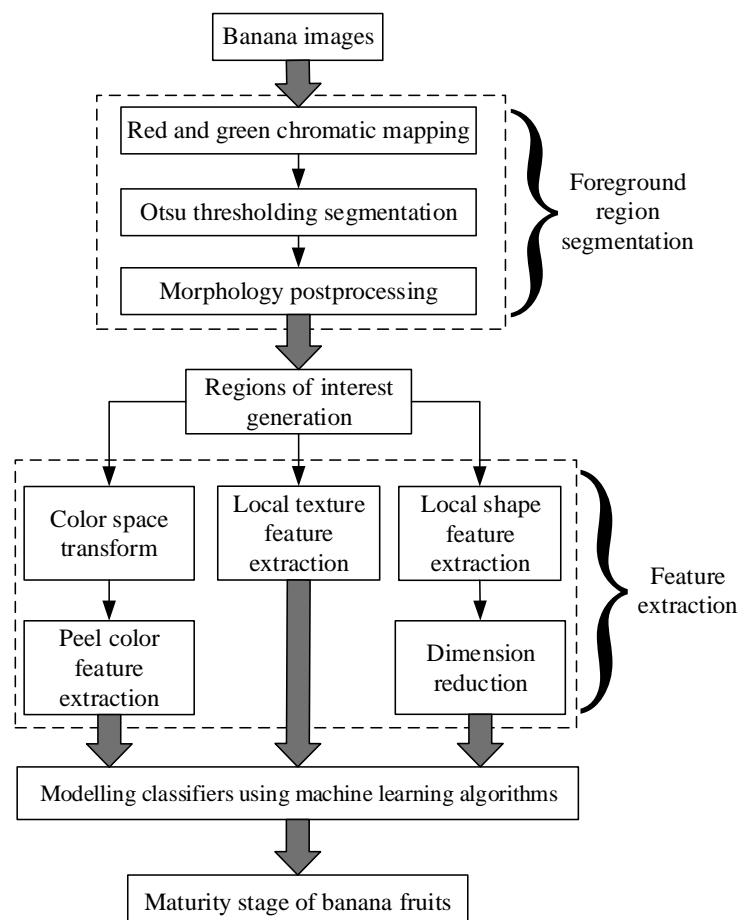 Banana images
Red and green chromatic mapping
Otsu thresholding segmentation
Morphology postprocessing
Foreground
region
segmentation
Regions of interest
generation
Color space
transform
Local texture
feature
extraction
Local shape
feature
extraction
Peel color
feature
extraction
Dimension
reduction
Feature
extraction
Modelling classifiers using machine learning algorithms
Maturity stage of banana fruits